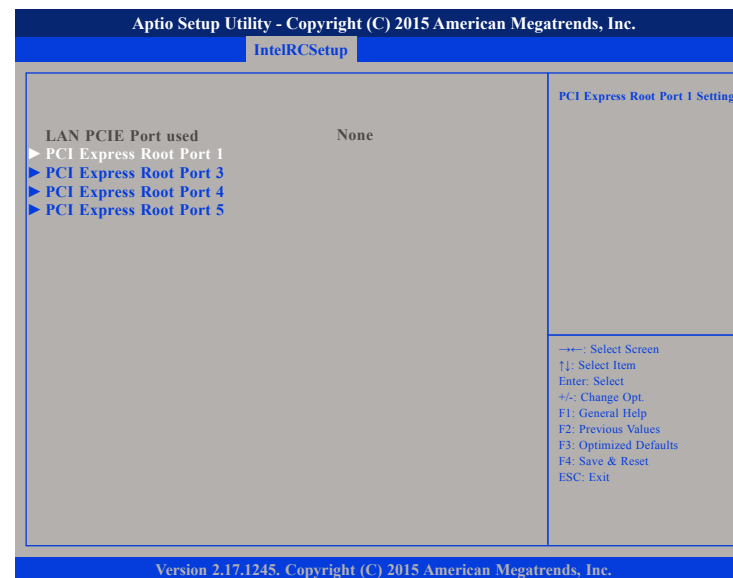 Aptio Setup Utility - Copyright (C) 2015 American Megatrends, Inc.
IntelRCSetup
LAN PCIE Port used None
► PCI Express Root Port 1
► PCI Express Root Port 3
► PCI Express Root Port 4
► PCI Express Root Port 5
PCI Express Root Port 1 Setting
→←: Select Screen
↑↓: Select Item
Enter: Select
+/-: Change Opt.
F1: General Help
F2: Previous Values
F3: Optimized Defaults
F4: Save & Reset
ESC: Exit
Version 2.17.1245. Copyright (C) 2015 American Megatrends, Inc.